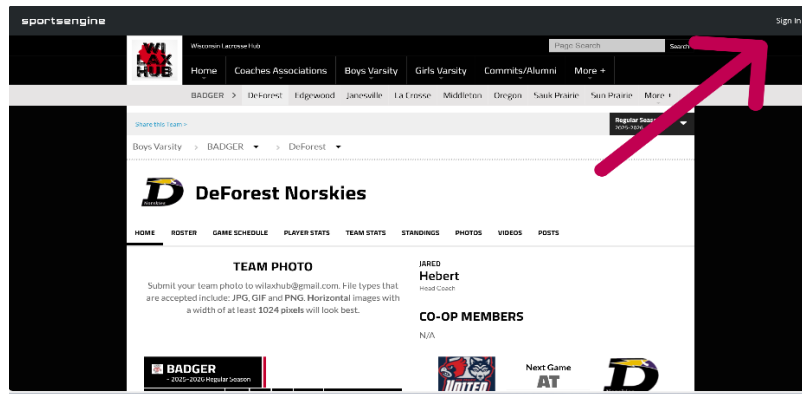 sportsengine
Sign In
WI
LAX
HUB
Wisconsin Lacrosse Hub
Page Search
Search
Home Coaches Associations Boys Varsity Girls Varsity Commits/Alumni More +
BADGER > DeForest Edgewood Janesville La Crosse Middleton Oregon Sauk Prairie Sun Prairie More +
Share this Team >
Regular Season
2025-2026
Boys Varsity > BADGER > DeForest
Norskies
DeForest Norskies
HOME ROSTER GAME SCHEDULE PLAYER STATS TEAM STATS STANDINGS PHOTOS VIDEOS POSTS
TEAM PHOTO
Submit your team photo to wilaxhub@gmail.com. File types that
are accepted include: JPG, GIF and PNG. Horizontal images with
a width of at least 1024 pixels will look best.
JARED
Hebert
Head Coach
CO-OP MEMBERS
N/A
BADGER
- 2025-2026 Regular Season
UNITED
Next Game
AT